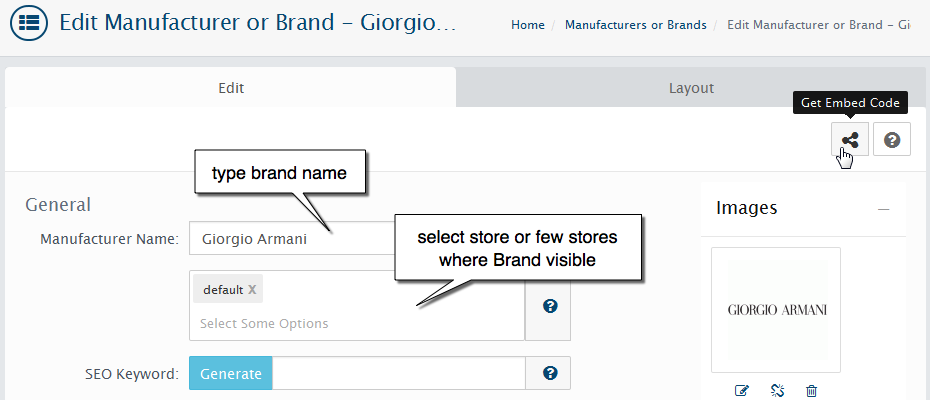 Edit Manufacturer or Brand - Giorgio...
Home / Manufacturers or Brands / Edit Manufacturer or Brand - Gi
Edit
Layout
Get Embed Code
type brand name
General
Images
Manufacturer Name:
Giorgio Armani
select store or few stores
where Brand visible
default X
Select Some Options
GIORGIO ARMANI
SEO Keyword:
Generate